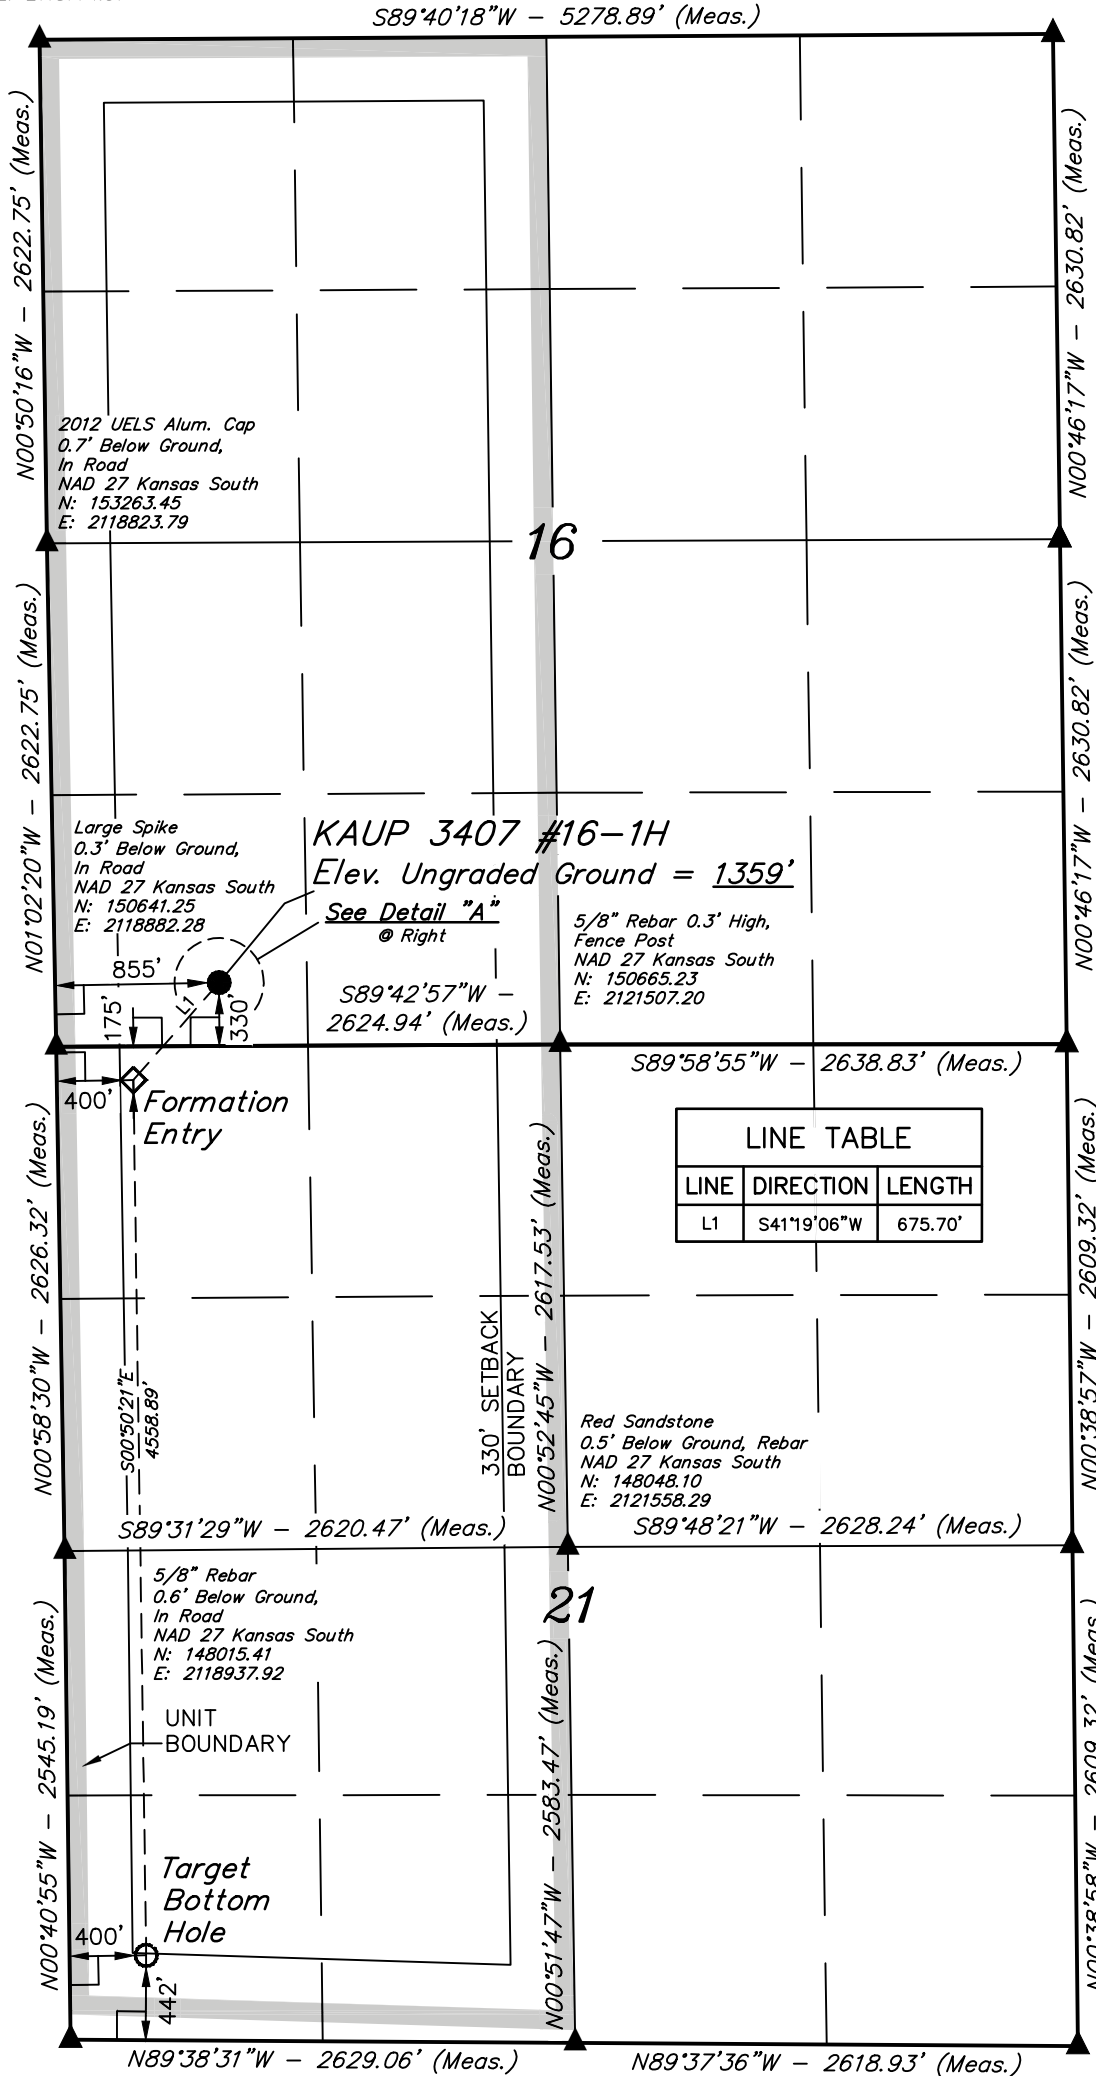 S89°40'18"W - 5278.89' (Meas.)
N00°50'16"W - 2622.75' (Meas.)
N00°46'17"W - 2630.82' (Meas.)
2012 UELS Alum. Cap
0.7' Below Ground,
In Road
NAD 27 Kansas South
N: 153263.45
E: 2118823.79
16
N01°02'20"W - 2622.75' (Meas.)
N00°46'17"W - 2630.82' (Meas.)
Large Spike
0.3' Below Ground,
In Road
NAD 27 Kansas South
N: 150641.25
E: 2118882.28
KAUP 3407 #16-1H
Elev. Ungraded Ground = 1359'
See Detail "A"
@ Right
5/8" Rebar 0.3' High,
Fence Post
NAD 27 Kansas South
N: 150665.23
E: 2121507.20
855'
L1
175'
330'
S89°42'57"W -
2624.94' (Meas.)
S89°58'55"W - 2638.83' (Meas.)
400'
Formation
Entry
LINE TABLE
LINE DIRECTION LENGTH
L1 S41°19'06"W 675.70'
N00°58'30"W - 2626.32' (Meas.)
S00°50'21"E
4558.89'
330' SETBACK
BOUNDARY
N00°52'45"W - 2617.53' (Meas.)
N00°38'57"W - 2609.32' (Meas.)
Red Sandstone
0.5' Below Ground, Rebar
NAD 27 Kansas South
N: 148048.10
E: 2121558.29
S89°31'29"W - 2620.47' (Meas.)
S89°48'21"W - 2628.24' (Meas.)
5/8" Rebar
0.6' Below Ground,
In Road
NAD 27 Kansas South
N: 148015.41
E: 2118937.92
21
UNIT
BOUNDARY
N00°40'55"W - 2545.19' (Meas.)
N00°51'47"W - 2583.47' (Meas.)
N00°38'58"W - 2609.32' (Meas.)
Target
Bottom
Hole
400'
442'
N89°38'31"W - 2629.06' (Meas.)
N89°37'36"W - 2618.93' (Meas.)